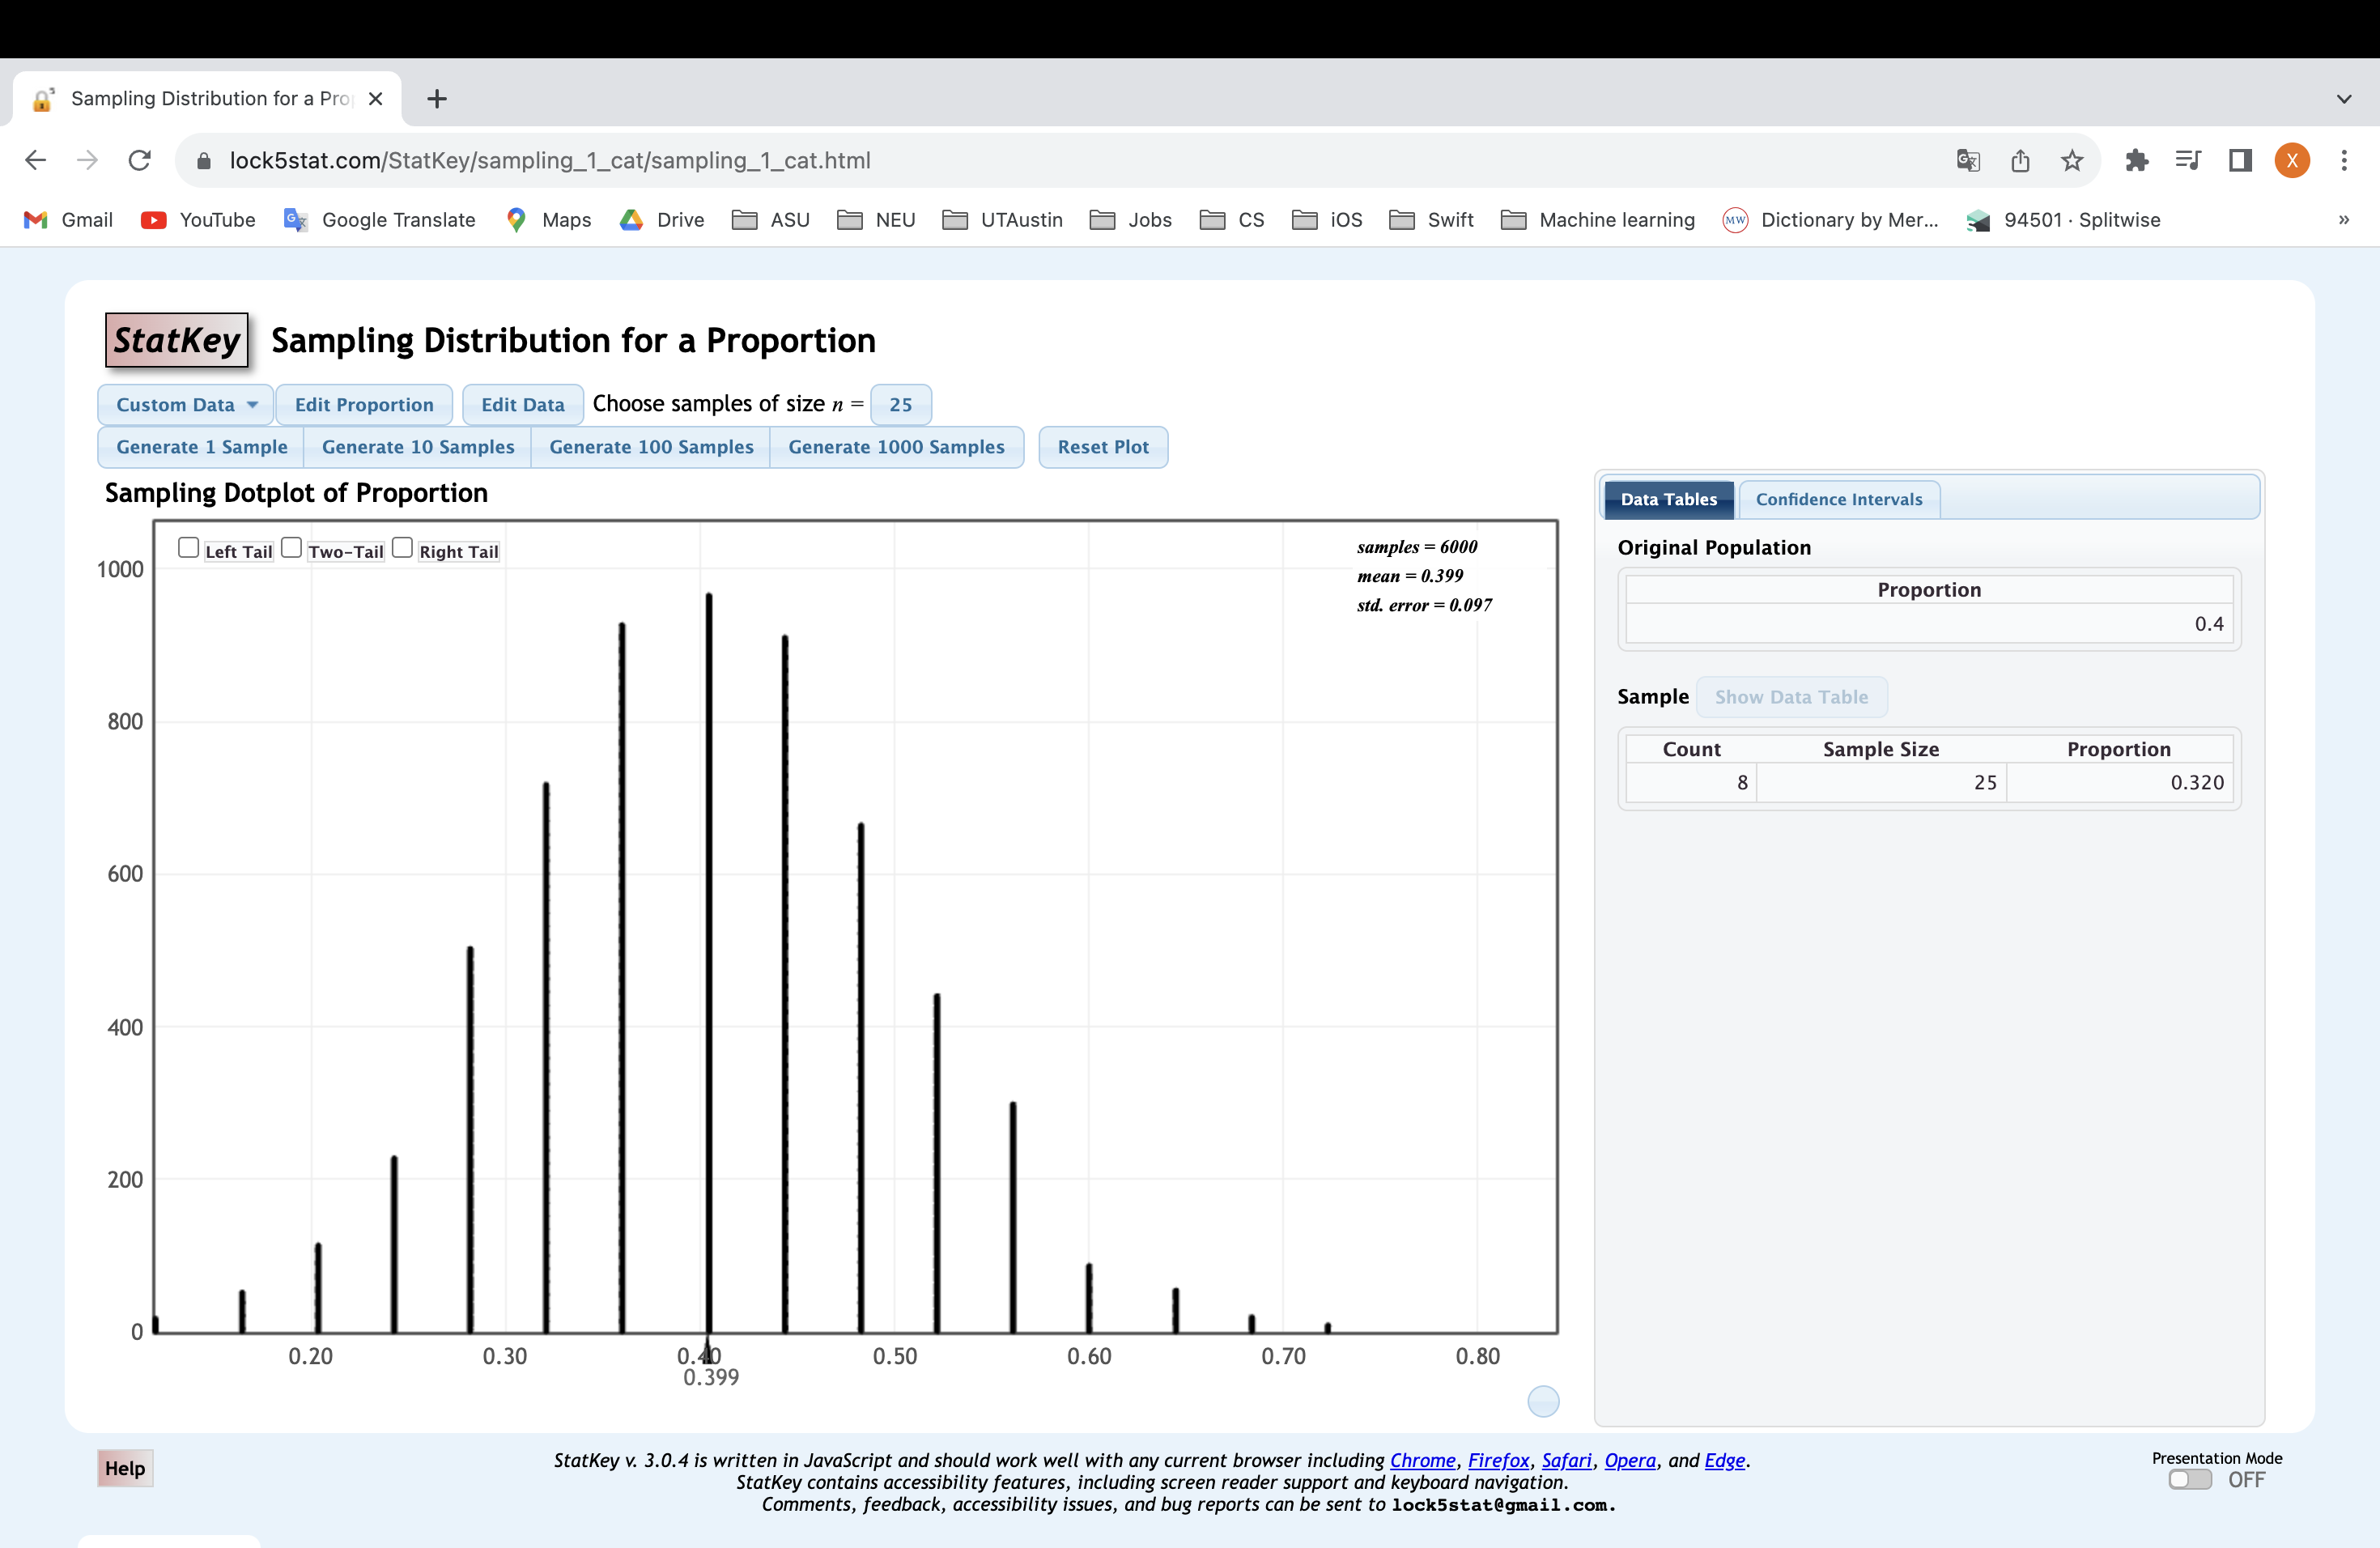 Sampling Distribution for a Pro
lock5stat.com/StatKey/sampling_1_cat/sampling_1_cat.html
X
Gmail YouTube Google Translate Maps Drive ASU NEU UTAustin Jobs CS iOS Swift Machine learning MW Dictionary by Mer... 94501 · Splitwise »
StatKey Sampling Distribution for a Proportion
Custom Data Edit Proportion Edit Data Choose samples of size n = 25
Generate 1 Sample Generate 10 Samples Generate 100 Samples Generate 1000 Samples Reset Plot
Sampling Dotplot of Proportion
Left Tail Two-Tail Right Tail
samples = 6000
mean = 0.399
std. error = 0.097
1000
800
600
400
200
0
0.20 0.30 0.40 0.50 0.60 0.70 0.80
0.399
Data Tables Confidence Intervals
Original Population
Proportion
0.4
Sample Show Data Table
Count Sample Size Proportion
8 25 0.320
Help
StatKey v. 3.0.4 is written in JavaScript and should work well with any current browser including Chrome, Firefox, Safari, Opera, and Edge.
StatKey contains accessibility features, including screen reader support and keyboard navigation.
Comments, feedback, accessibility issues, and bug reports can be sent to lock5stat@gmail.com.
Presentation Mode
OFF